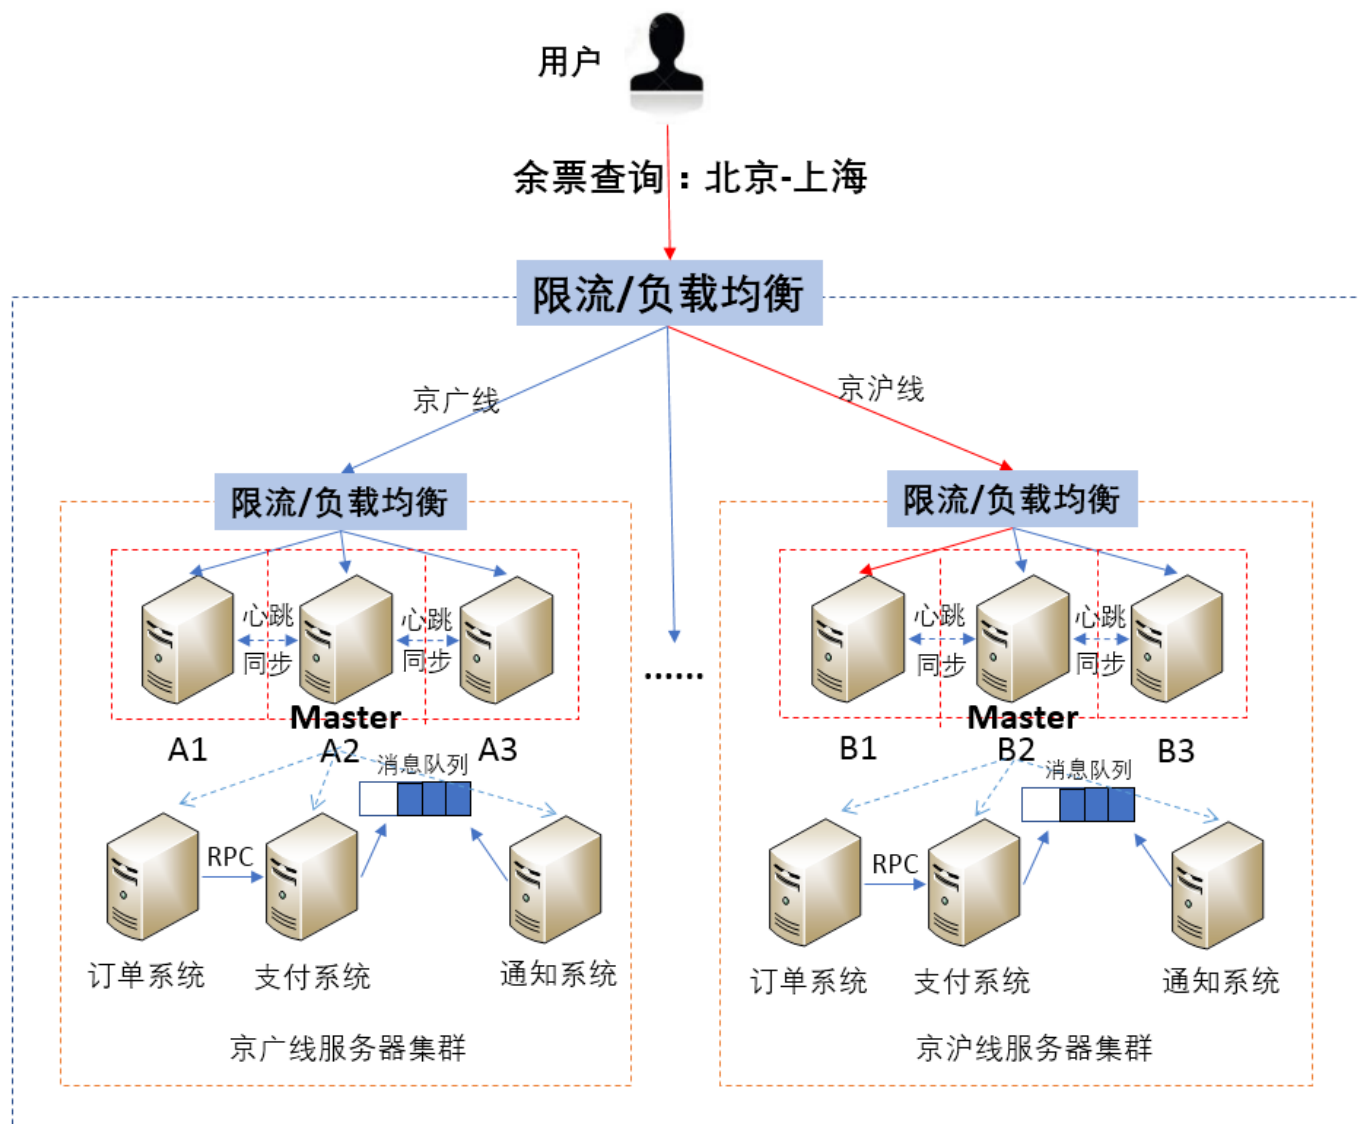 用户
余票查询：北京-上海
限流/负载均衡
京广线
京沪线
限流/负载均衡
限流/负载均衡
心跳
同步
心跳
同步
......
心跳
同步
心跳
同步
Master
Master
A1
A2
A3
B1
B2
B3
消息队列
消息队列
RPC
RPC
订单系统
支付系统
通知系统
订单系统
支付系统
通知系统
京广线服务器集群
京沪线服务器集群